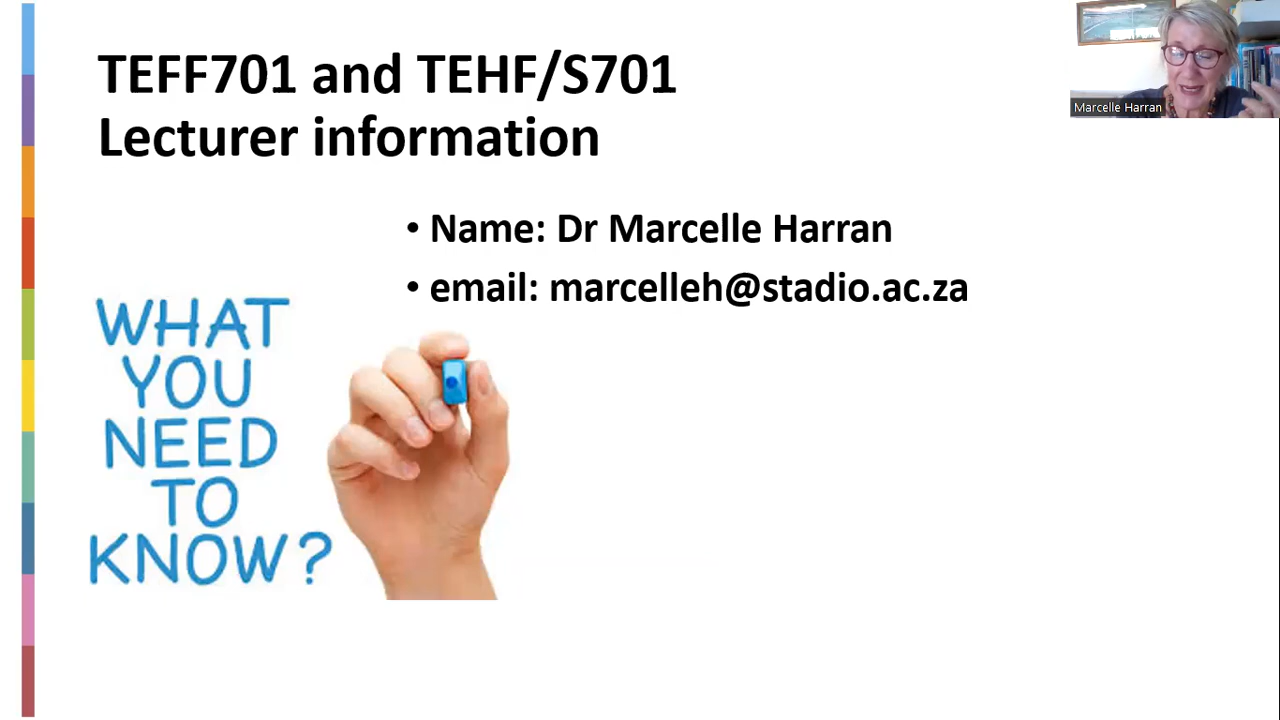 TEFF701 and TEHF/S701
Lecturer information
Marcelle Harran
• Name: Dr Marcelle Harran
• email: marcelleh@stadio.ac.za
WHAT
YOU
NEED
TO
KNOW?